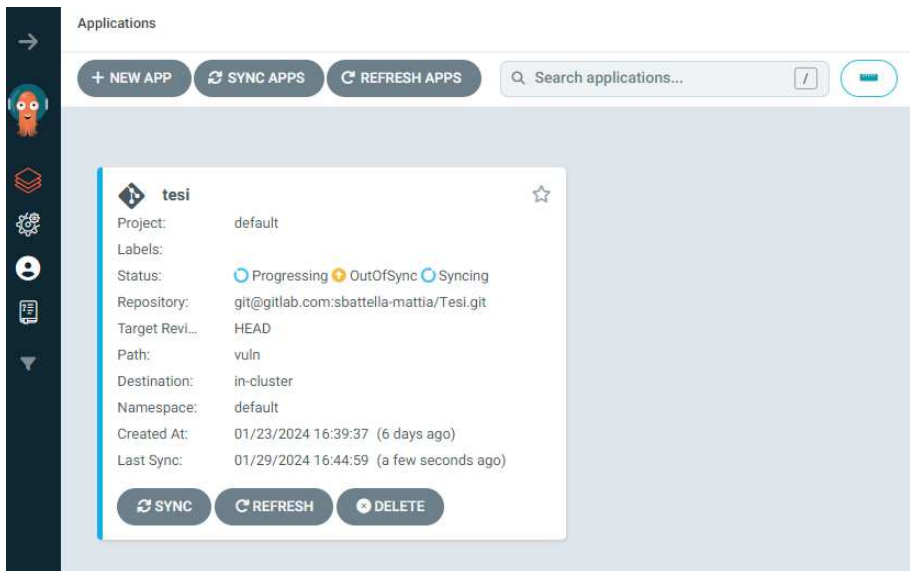 Applications
+ NEW APP SYNC APPS REFRESH APPS Search applications... /
tesi
Project: default
Labels:
Status: Progressing OutOfSync Syncing
Repository: git@gitlab.com:sbattella-mattia/Tesi.git
Target Revi... HEAD
Path: vuln
Destination: in-cluster
Namespace: default
Created At: 01/23/2024 16:39:37 (6 days ago)
Last Sync: 01/29/2024 16:44:59 (a few seconds ago)
SYNC REFRESH DELETE